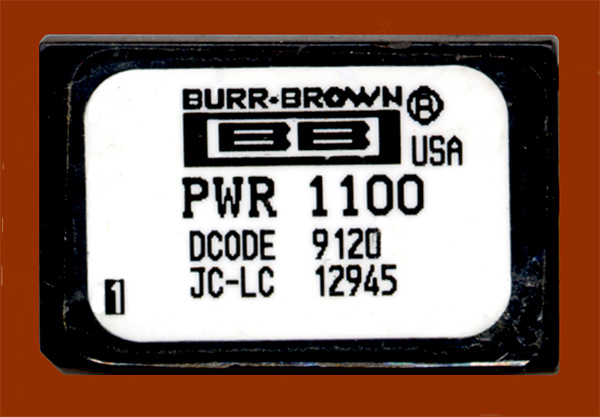 BURR-BROWN®
BB
USA
PWR 1100
DCODE 9120
JC-LC 12945
1